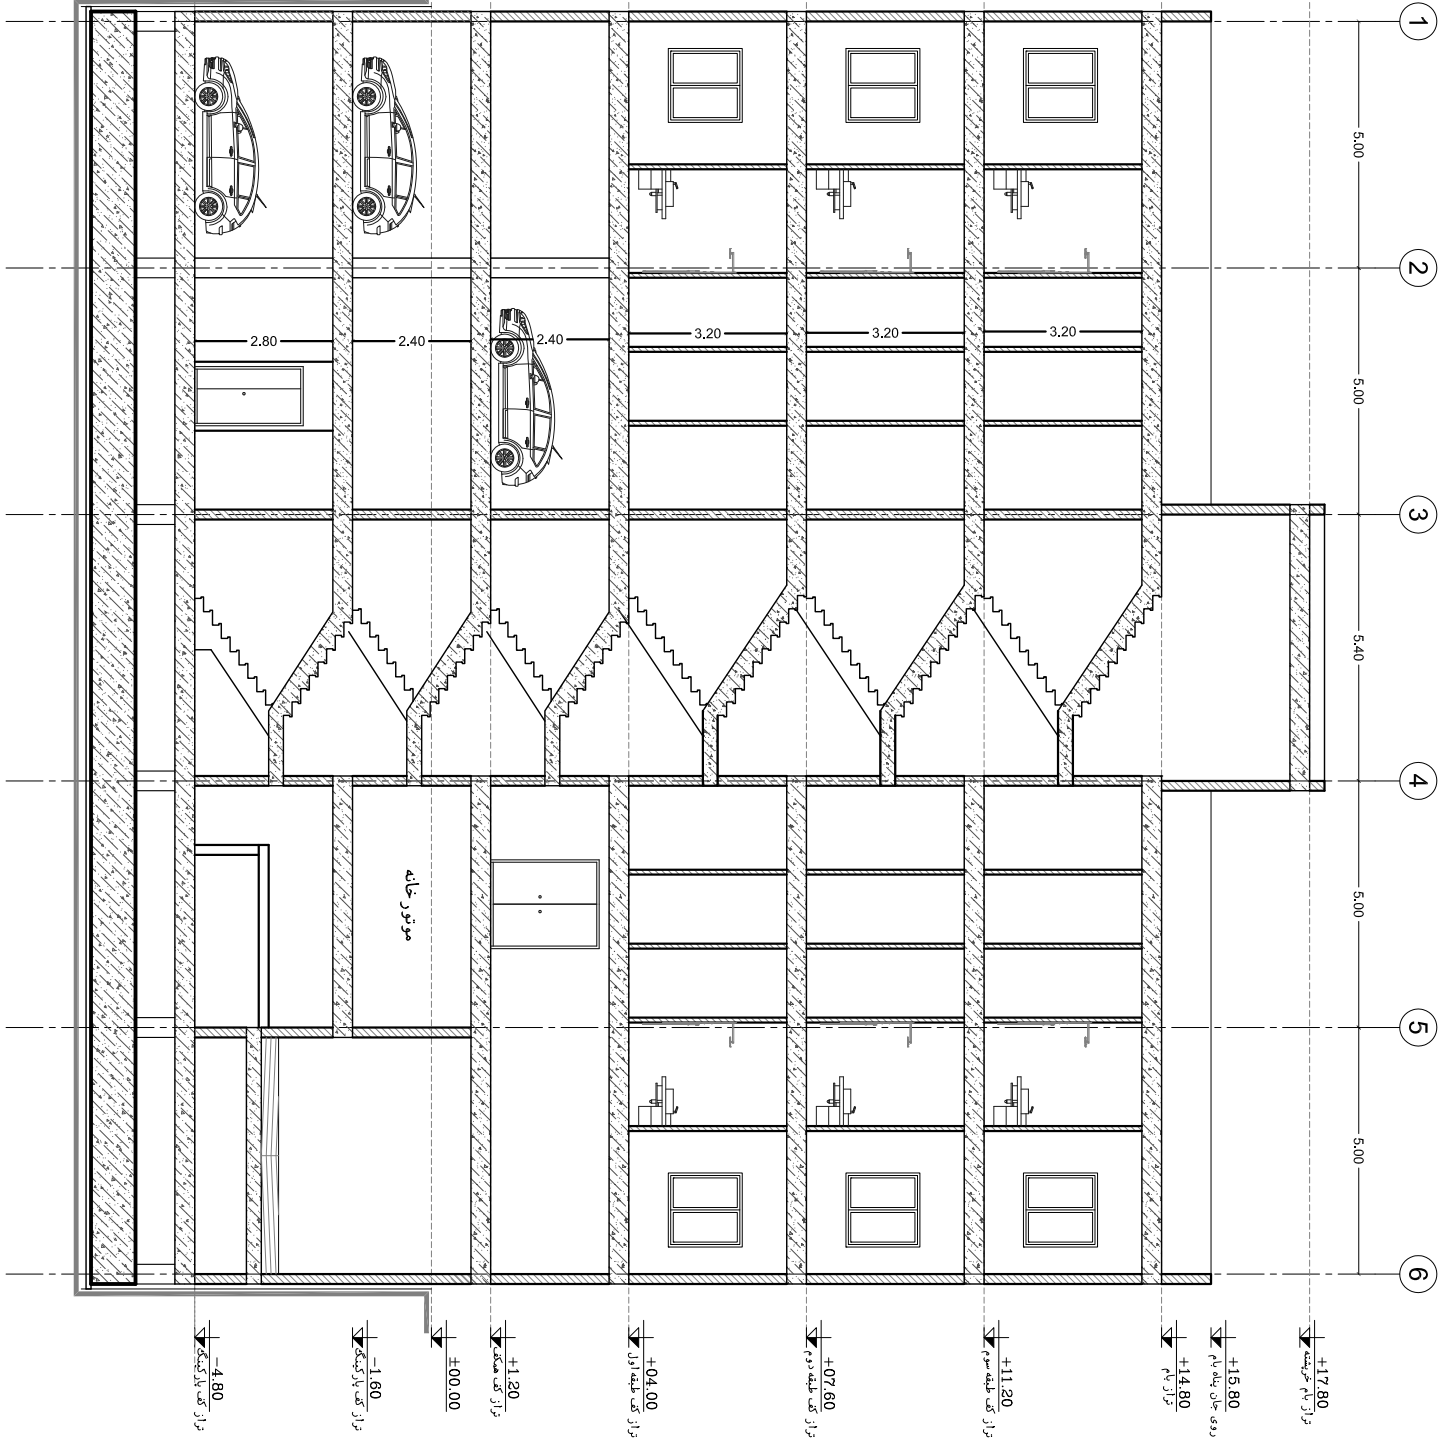 1
2
3
4
5
6
5.00
5.00
5.40
5.00
5.00
3.20
3.20
3.20
2.40
2.40
2.80
موتور خانه
+17.80
تراز بام خرپشته
+15.80
روی جان پناه بام
+14.80
تراز بام
+11.20
تراز کف طبقه سوم
+07.60
تراز کف طبقه دوم
+04.00
تراز کف طبقه اول
+1.20
تراز کف همکف
±00.00
−1.60
تراز کف پارکینگ
−4.80
تراز کف پارکینگ